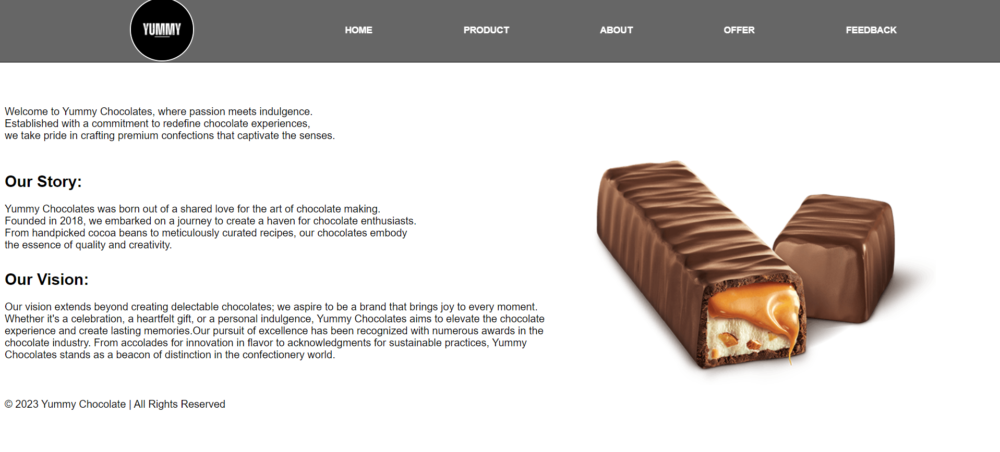 YUMMY
HOME PRODUCT ABOUT OFFER FEEDBACK
Welcome to Yummy Chocolates, where passion meets indulgence.
Established with a commitment to redefine chocolate experiences,
we take pride in crafting premium confections that captivate the senses.
Our Story:
Yummy Chocolates was born out of a shared love for the art of chocolate making.
Founded in 2018, we embarked on a journey to create a haven for chocolate enthusiasts.
From handpicked cocoa beans to meticulously curated recipes, our chocolates embody
the essence of quality and creativity.
Our Vision:
Our vision extends beyond creating delectable chocolates; we aspire to be a brand that brings joy to every moment.
Whether it's a celebration, a heartfelt gift, or a personal indulgence, Yummy Chocolates aims to elevate the chocolate
experience and create lasting memories.Our pursuit of excellence has been recognized with numerous awards in the
chocolate industry. From accolades for innovation in flavor to acknowledgments for sustainable practices, Yummy
Chocolates stands as a beacon of distinction in the confectionery world.
© 2023 Yummy Chocolate | All Rights Reserved